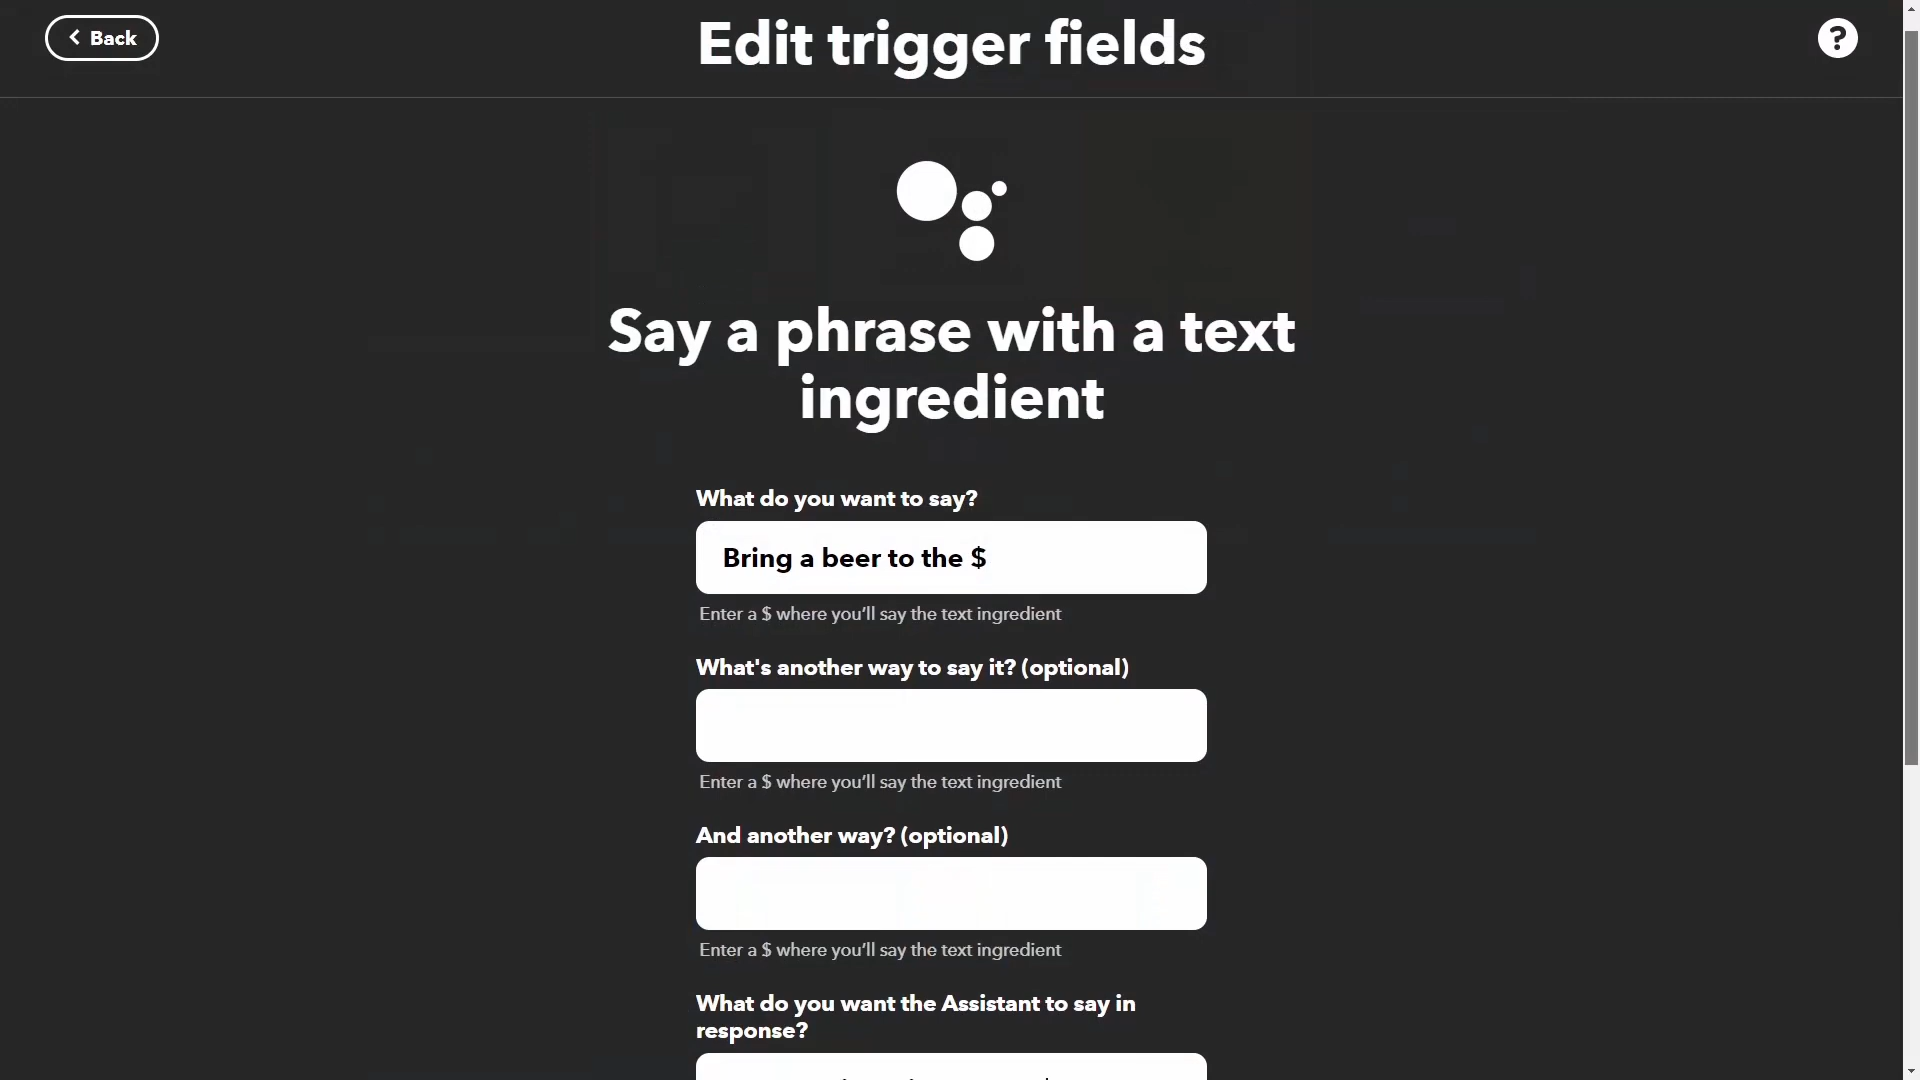 Back
Edit trigger fields
?
Say a phrase with a text
ingredient
What do you want to say?
Bring a beer to the $
Enter a $ where you’ll say the text ingredient
What's another way to say it? (optional)
Enter a $ where you’ll say the text ingredient
And another way? (optional)
Enter a $ where you’ll say the text ingredient
What do you want the Assistant to say in
response?